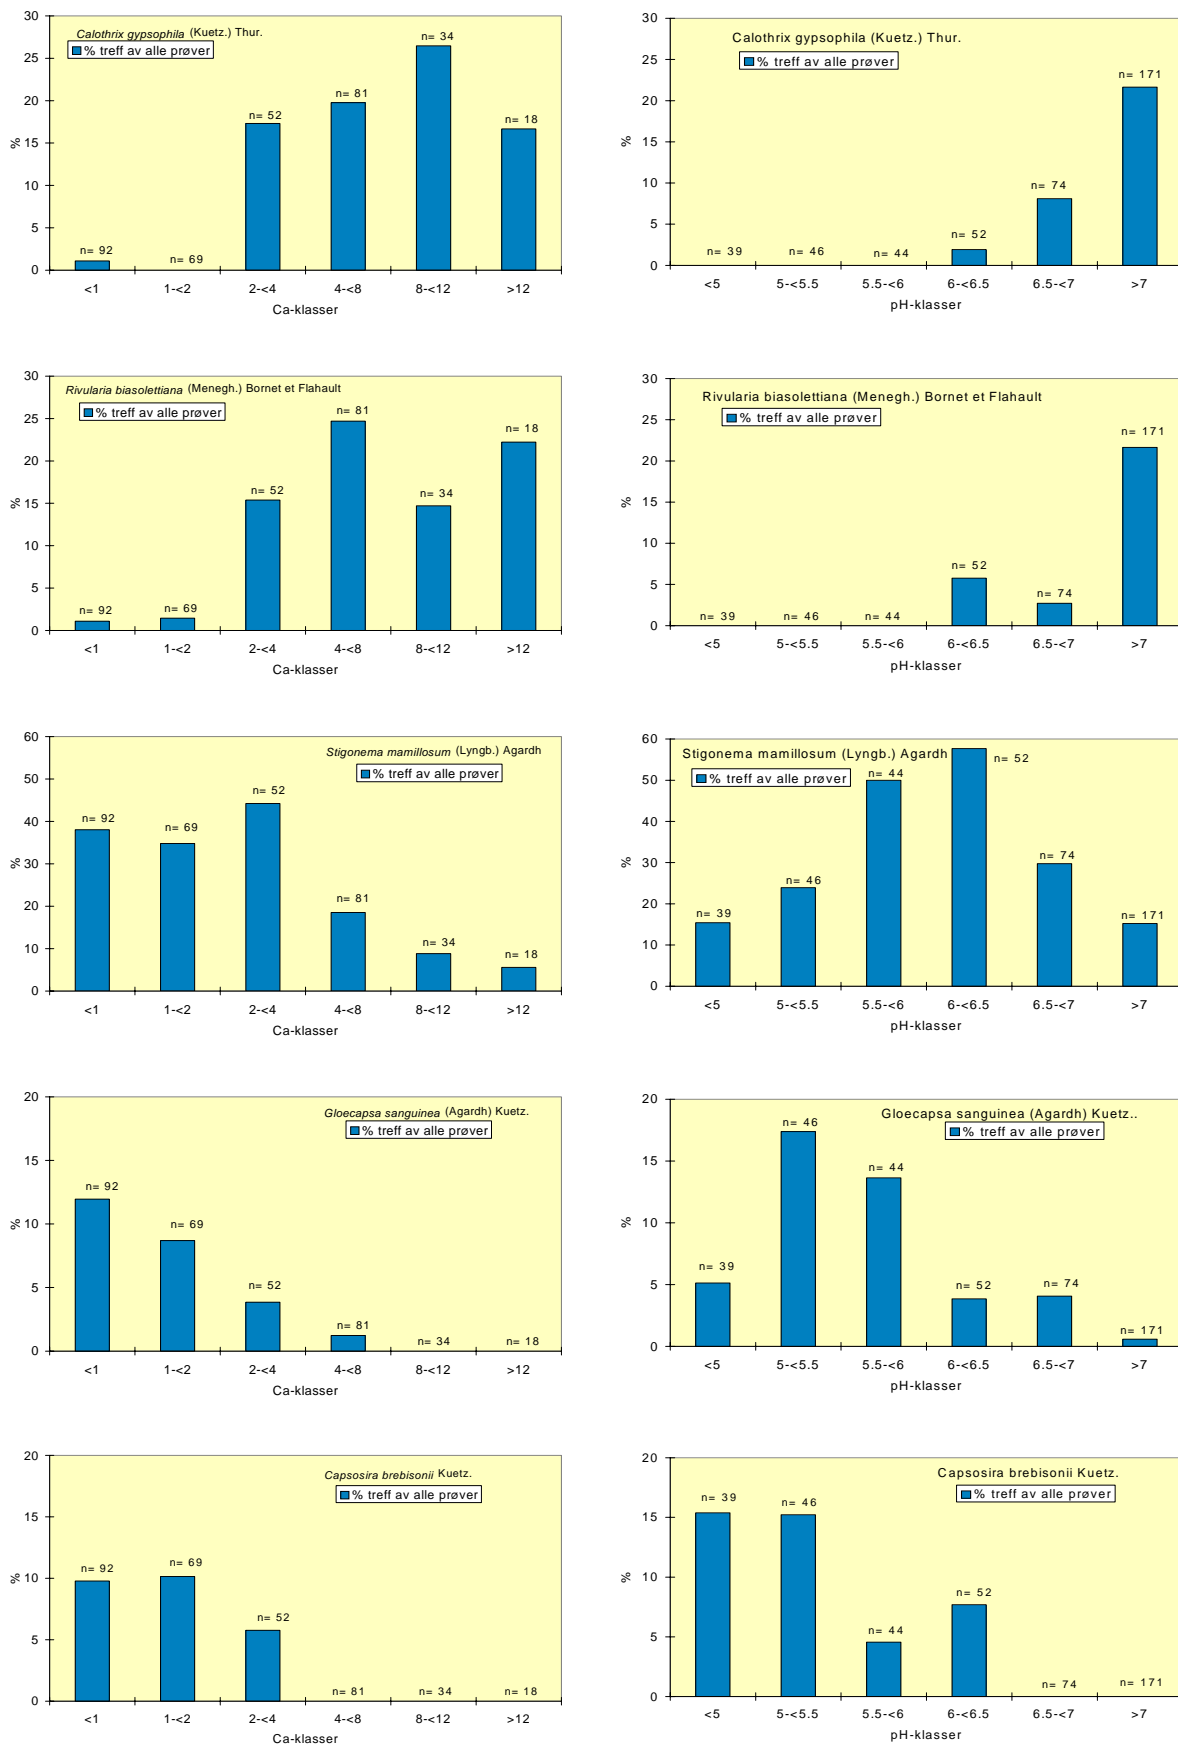 Calothrix gypsophila (Kuetz.) Thur.
% treff av alle prøver
30
25
20
15
10
5
0
%
n= 92
n= 69
n= 52
n= 81
n= 34
n= 18
<1 1-<2 2-<4 4-<8 8-<12 >12
Ca-klasser
Calothrix gypsophila (Kuetz.) Thur.
% treff av alle prøver
30
25
20
15
10
5
0
%
n= 39
n= 46
n= 44
n= 52
n= 74
n= 171
<5 5-<5.5 5.5-<6 6-<6.5 6.5-<7 >7
pH-klasser
Rivularia biasolettiana (Menegh.) Bornet et Flahault
% treff av alle prøver
30
25
20
15
10
5
0
%
n= 92
n= 69
n= 52
n= 81
n= 34
n= 18
<1 1-<2 2-<4 4-<8 8-<12 >12
Ca-klasser
Rivularia biasolettiana (Menegh.) Bornet et Flahault
% treff av alle prøver
30
25
20
15
10
5
0
%
n= 39
n= 46
n= 44
n= 52
n= 74
n= 171
<5 5-<5.5 5.5-<6 6-<6.5 6.5-<7 >7
pH-klasser
Stigonema mamillosum (Lyngb.) Agardh
% treff av alle prøver
60
50
40
30
20
10
0
%
n= 92
n= 69
n= 52
n= 81
n= 34
n= 18
<1 1-<2 2-<4 4-<8 8-<12 >12
Ca-klasser
Stigonema mamillosum (Lyngb.) Agardh
% treff av alle prøver
60
50
40
30
20
10
0
%
n= 39
n= 46
n= 44
n= 52
n= 74
n= 171
<5 5-<5.5 5.5-<6 6-<6.5 6.5-<7 >7
pH-klasser
Gloecapsa sanguinea (Agardh) Kuetz.
% treff av alle prøver
20
15
10
5
0
%
n= 92
n= 69
n= 52
n= 81
n= 34
n= 18
<1 1-<2 2-<4 4-<8 8-<12 >12
Ca-klasser
Gloecapsa sanguinea (Agardh) Kuetz..
% treff av alle prøver
20
15
10
5
0
%
n= 39
n= 46
n= 44
n= 52
n= 74
n= 171
<5 5-<5.5 5.5-<6 6-<6.5 6.5-<7 >7
pH-klasser
Capsosira brebisonii Kuetz.
% treff av alle prøver
20
15
10
5
0
%
n= 92
n= 69
n= 52
n= 81
n= 34
n= 18
<1 1-<2 2-<4 4-<8 8-<12 >12
Ca-klasser
Capsosira brebisonii Kuetz.
% treff av alle prøver
20
15
10
5
0
%
n= 39
n= 46
n= 44
n= 52
n= 74
n= 171
<5 5-<5.5 5.5-<6 6-<6.5 6.5-<7 >7
pH-klasser